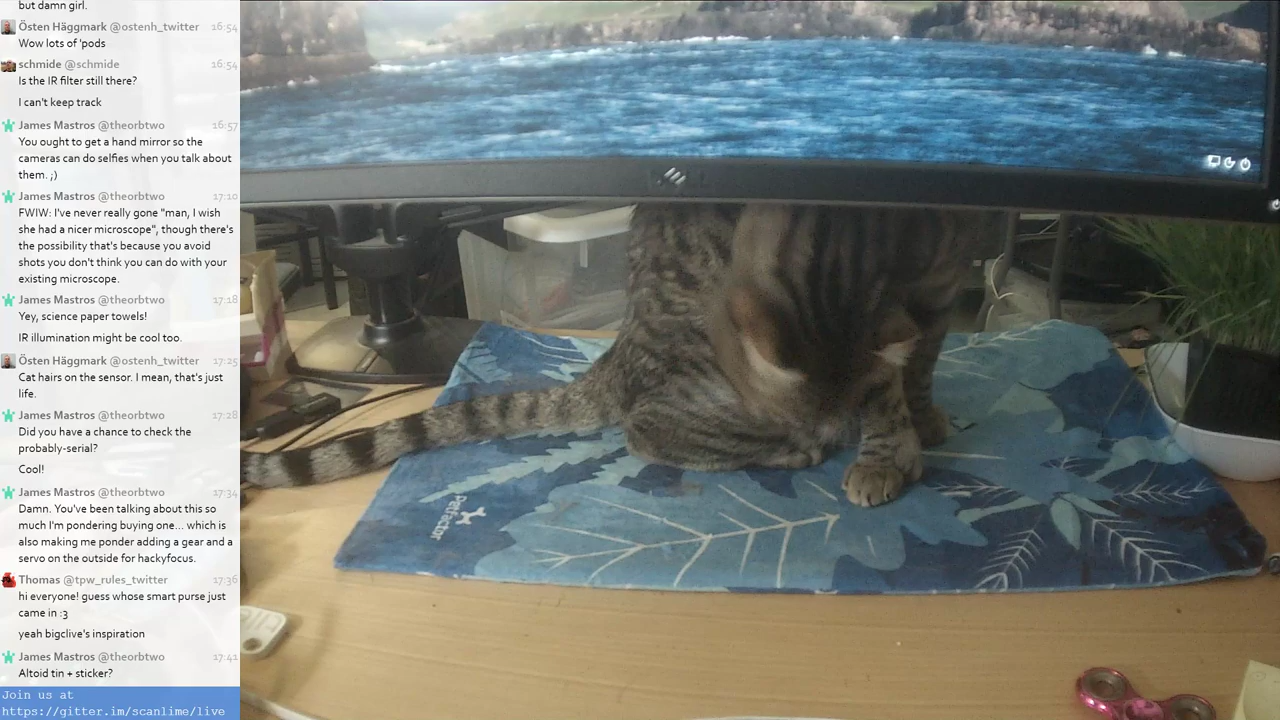 but damn girl.
Östen Häggmark @ostenh_twitter 16:54
Wow lots of 'pods
schmide @schmide 16:54
Is the IR filter still there?
I can't keep track
James Mastros @theorbtwo 16:57
You ought to get a hand mirror so the
cameras can do selfies when you talk about
them. ;)
James Mastros @theorbtwo 17:10
FWIW: I've never really gone "man, I wish
she had a nicer microscope", though there's
the possibility that's because you avoid
shots you don't think you can do with your
existing microscope.
James Mastros @theorbtwo 17:18
Yey, science paper towels!
IR illumination might be cool too.
Östen Häggmark @ostenh_twitter 17:25
Cat hairs on the sensor. I mean, that's just
life.
James Mastros @theorbtwo 17:28
Did you have a chance to check the
probably-serial?
Cool!
James Mastros @theorbtwo 17:34
Damn. You've been talking about this so
much I'm pondering buying one... which is
also making me ponder adding a gear and a
servo on the outside for hackyfocus.
Thomas @tpw_rules_twitter 17:36
hi everyone! guess whose smart purse just
came in :3
yeah bigclive's inspiration
James Mastros @theorbtwo 17:41
Altoid tin + sticker?
Join us at
https://gitter.im/scanlime/live
hp